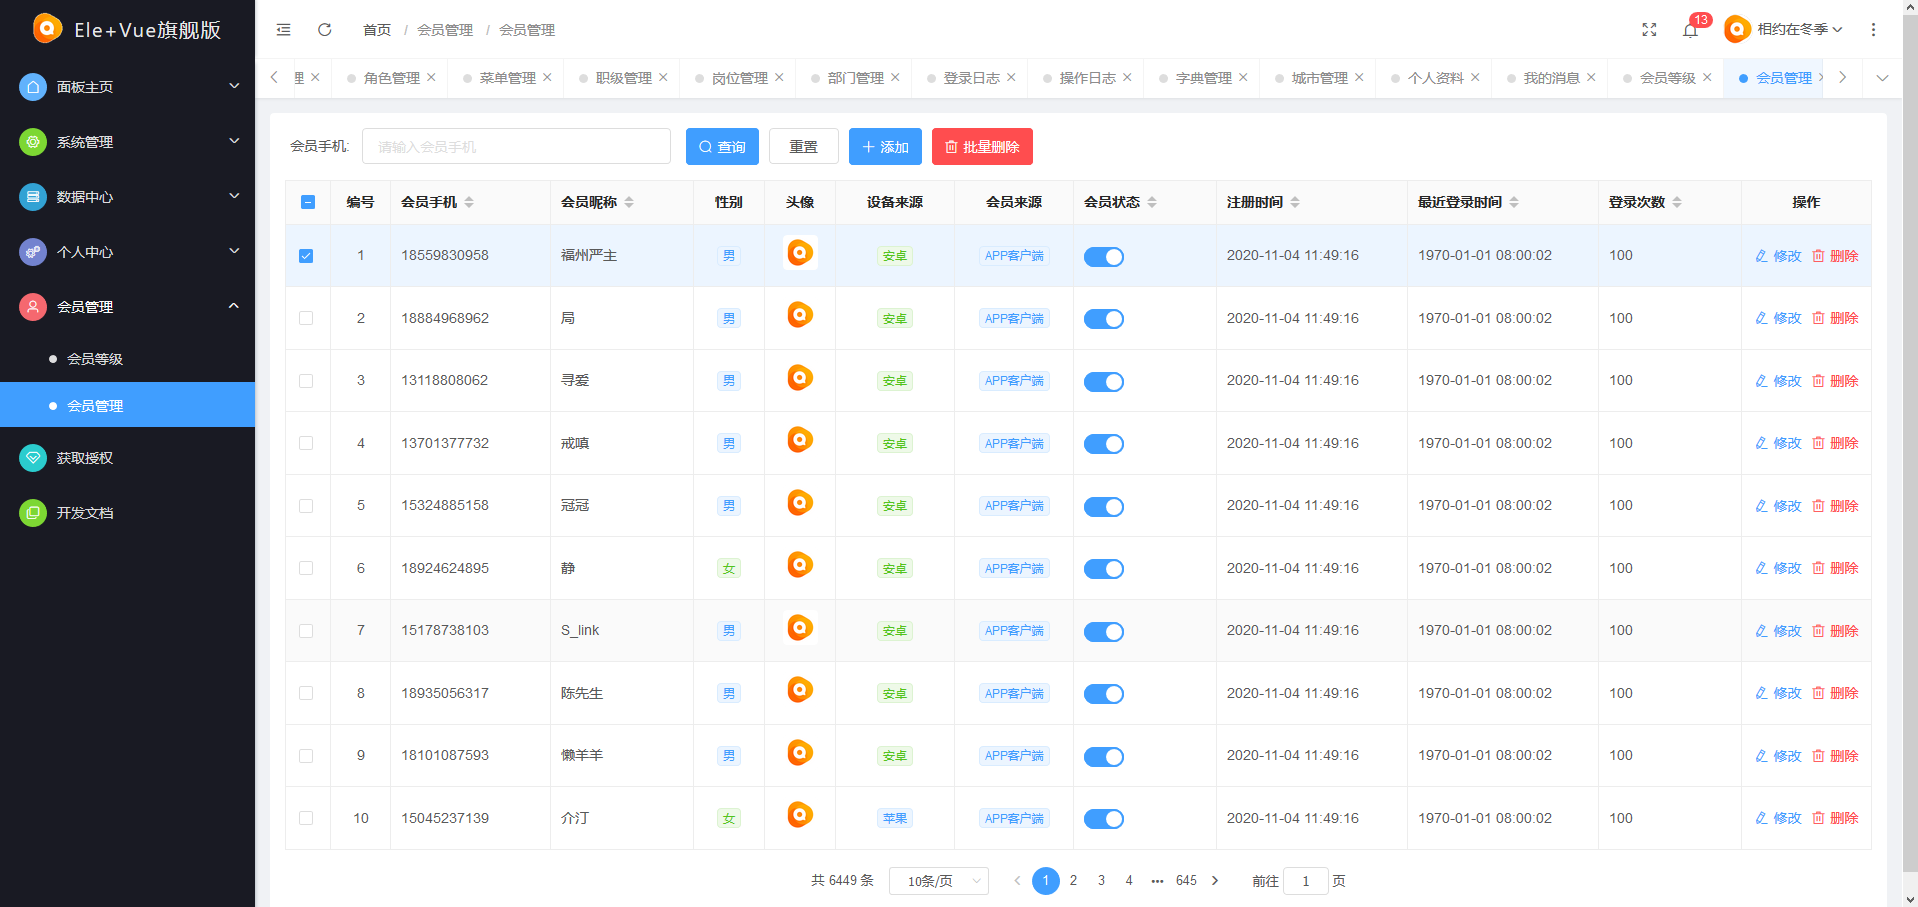 Ele+Vue旗舰版
面板主页
系统管理
数据中心
个人中心
会员管理
会员等级
会员管理
获取授权
开发文档
首页 / 会员管理 / 会员管理
13 相约在冬季
理 角色管理 菜单管理 职级管理 岗位管理 部门管理 登录日志 操作日志 字典管理 城市管理 个人资料 我的消息 会员等级 会员管理
会员手机: 请输入会员手机 查询 重置 添加 批量删除
编号 会员手机 会员昵称 性别 头像 设备来源 会员来源 会员状态 注册时间 最近登录时间 登录次数 操作
1 18559830958 福州严主 男 安卓 APP客户端 2020-11-04 11:49:16 1970-01-01 08:00:02 100 修改 删除
2 18884968962 局 男 安卓 APP客户端 2020-11-04 11:49:16 1970-01-01 08:00:02 100 修改 删除
3 13118808062 寻爱 男 安卓 APP客户端 2020-11-04 11:49:16 1970-01-01 08:00:02 100 修改 删除
4 13701377732 戒嗔 男 安卓 APP客户端 2020-11-04 11:49:16 1970-01-01 08:00:02 100 修改 删除
5 15324885158 冠冠 男 安卓 APP客户端 2020-11-04 11:49:16 1970-01-01 08:00:02 100 修改 删除
6 18924624895 静 女 安卓 APP客户端 2020-11-04 11:49:16 1970-01-01 08:00:02 100 修改 删除
7 15178738103 S_link 男 安卓 APP客户端 2020-11-04 11:49:16 1970-01-01 08:00:02 100 修改 删除
8 18935056317 陈先生 男 安卓 APP客户端 2020-11-04 11:49:16 1970-01-01 08:00:02 100 修改 删除
9 18101087593 懒羊羊 男 安卓 APP客户端 2020-11-04 11:49:16 1970-01-01 08:00:02 100 修改 删除
10 15045237139 介汀 女 苹果 APP客户端 2020-11-04 11:49:16 1970-01-01 08:00:02 100 修改 删除
共 6449 条 10条/页 1 2 3 4 ••• 645 前往 1 页